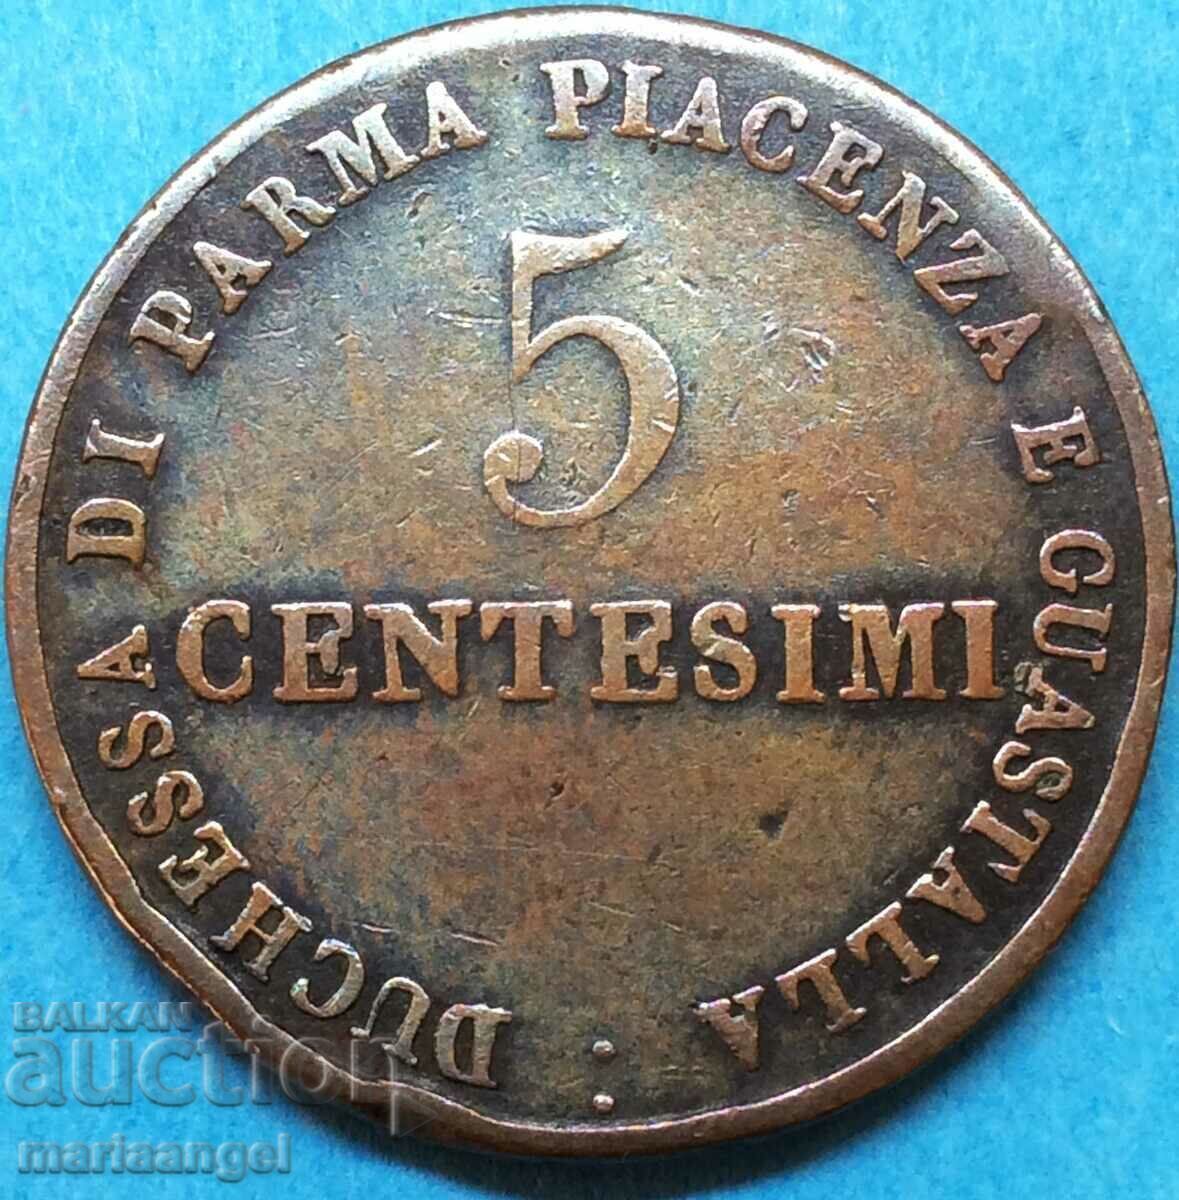 DUCHESSA DI PARMA PIACENZA E GUASTALLA :
5
CENTESIMI
BALKAN
auction
mariaangel